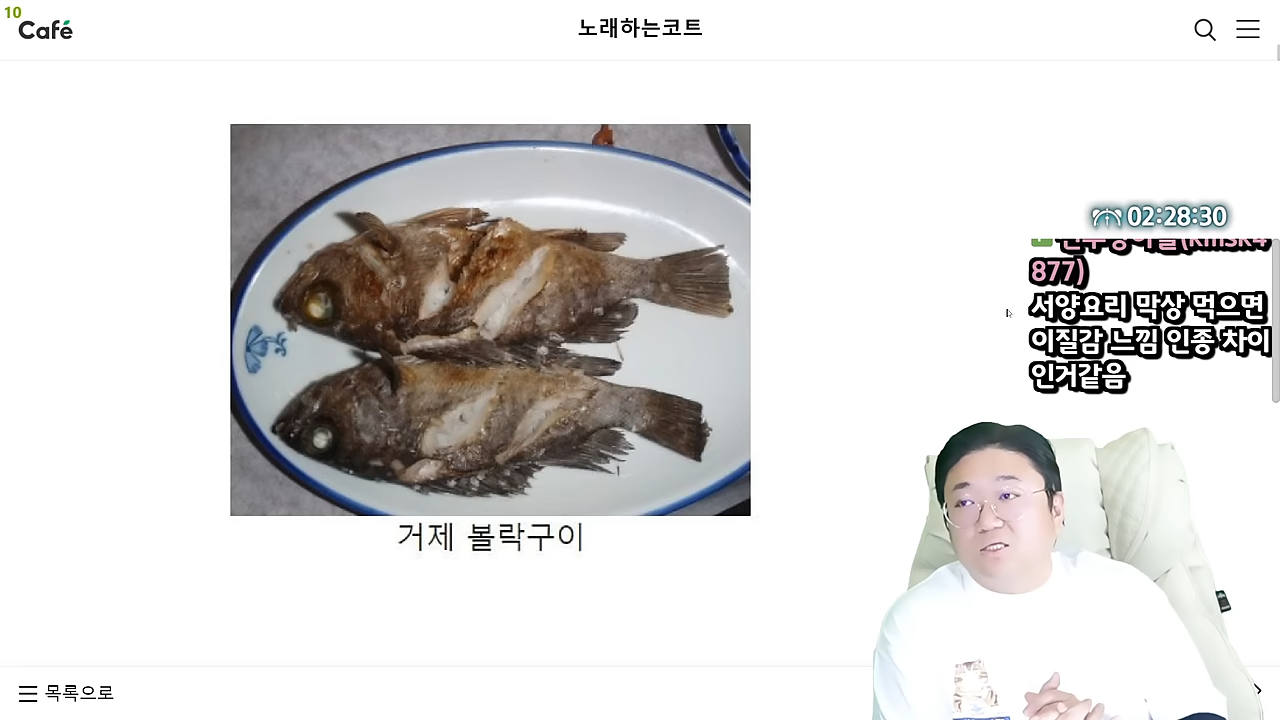 10
Café
노래하는코트
02:28:30
877)
서양요리 막상 먹으면
이질감 느낌 인종 차이
인거같음
거제 볼락구이
목록으로